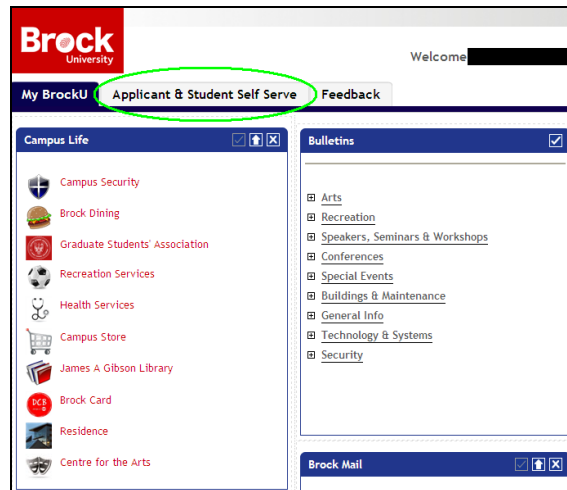 Brock
University
Welcome
My BrockU
Applicant & Student Self Serve
Feedback
Campus Life
Campus Security
Brock Dining
Graduate Students' Association
Recreation Services
Health Services
Campus Store
James A Gibson Library
DCB
Brock Card
Residence
Centre for the Arts
Bulletins
Arts
Recreation
Speakers, Seminars & Workshops
Conferences
Special Events
Buildings & Maintenance
General Info
Technology & Systems
Security
Brock Mail